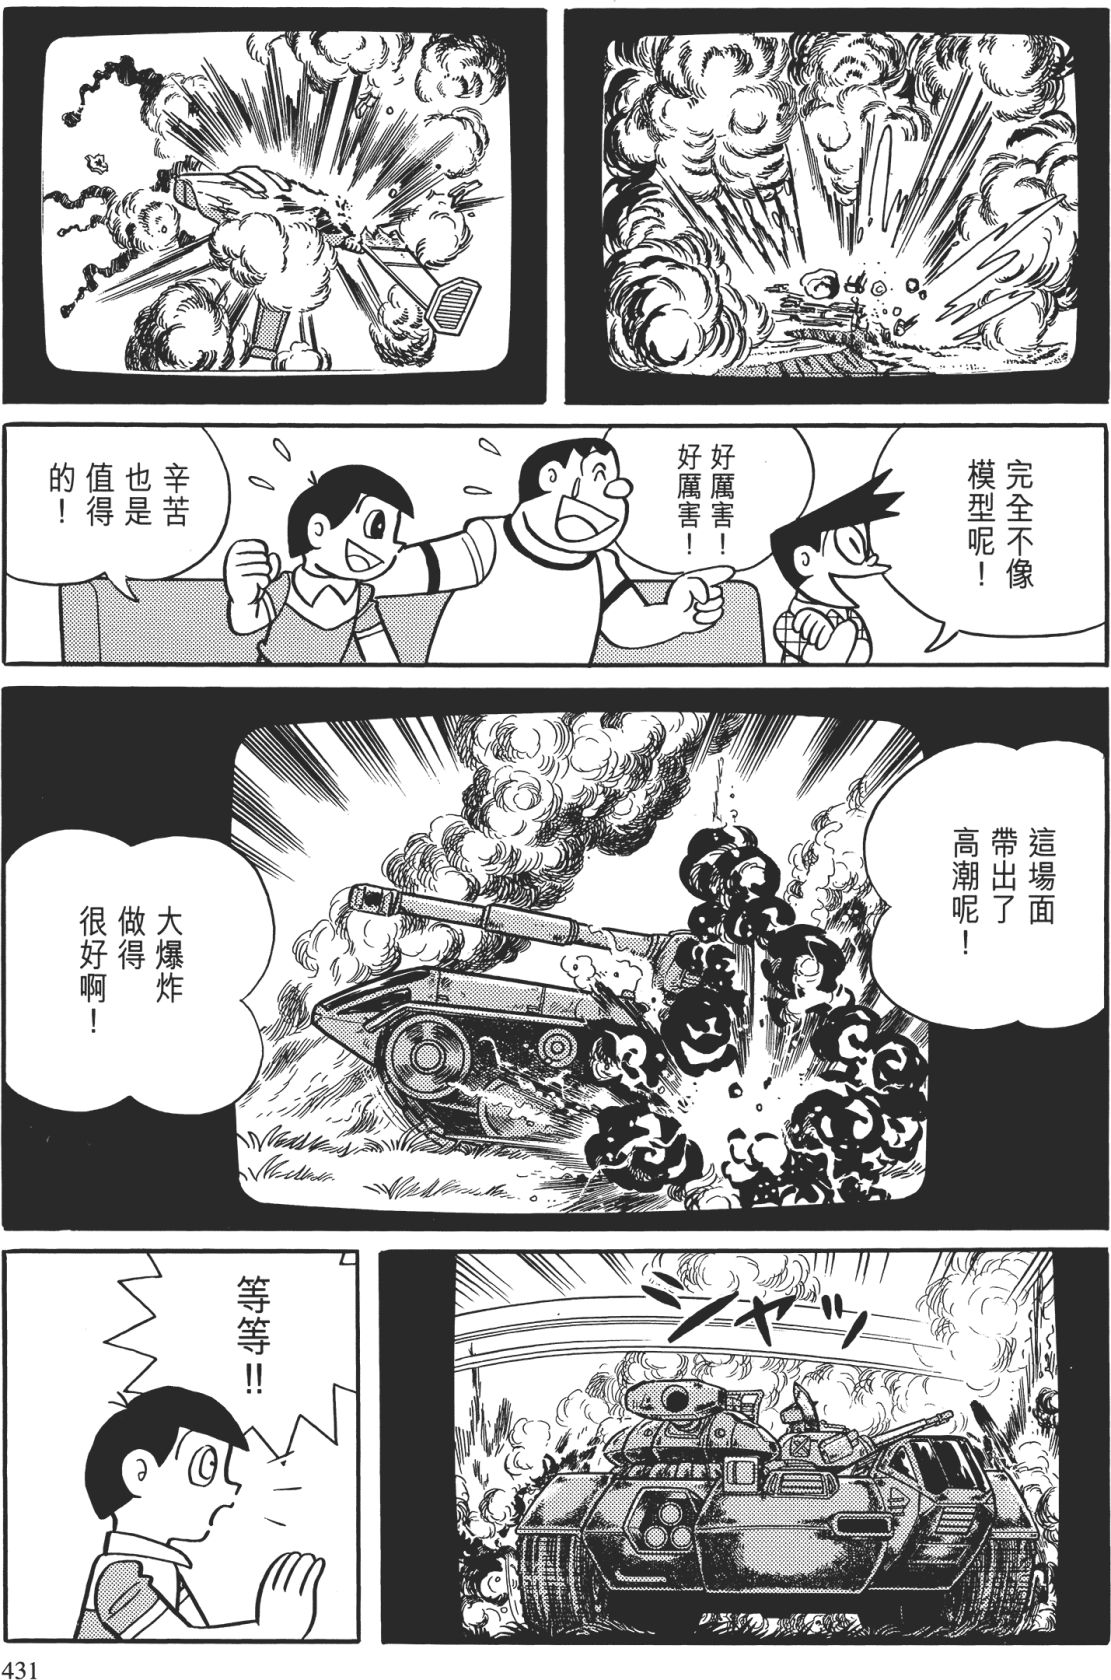 完全不像
模型呢！
好厲害！
好厲害！
辛苦
也是
值得
的！
這場面
帶出了
高潮呢！
大爆炸
做得
很好啊！
シャッ
等等!!
431